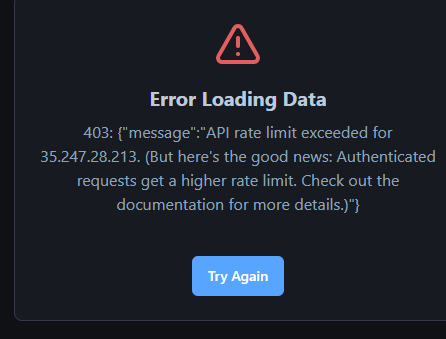 Error Loading Data
403: {"message":"API rate limit exceeded for
35.247.28.213. (But here's the good news: Authenticated
requests get a higher rate limit. Check out the
documentation for more details.)"}
Try Again